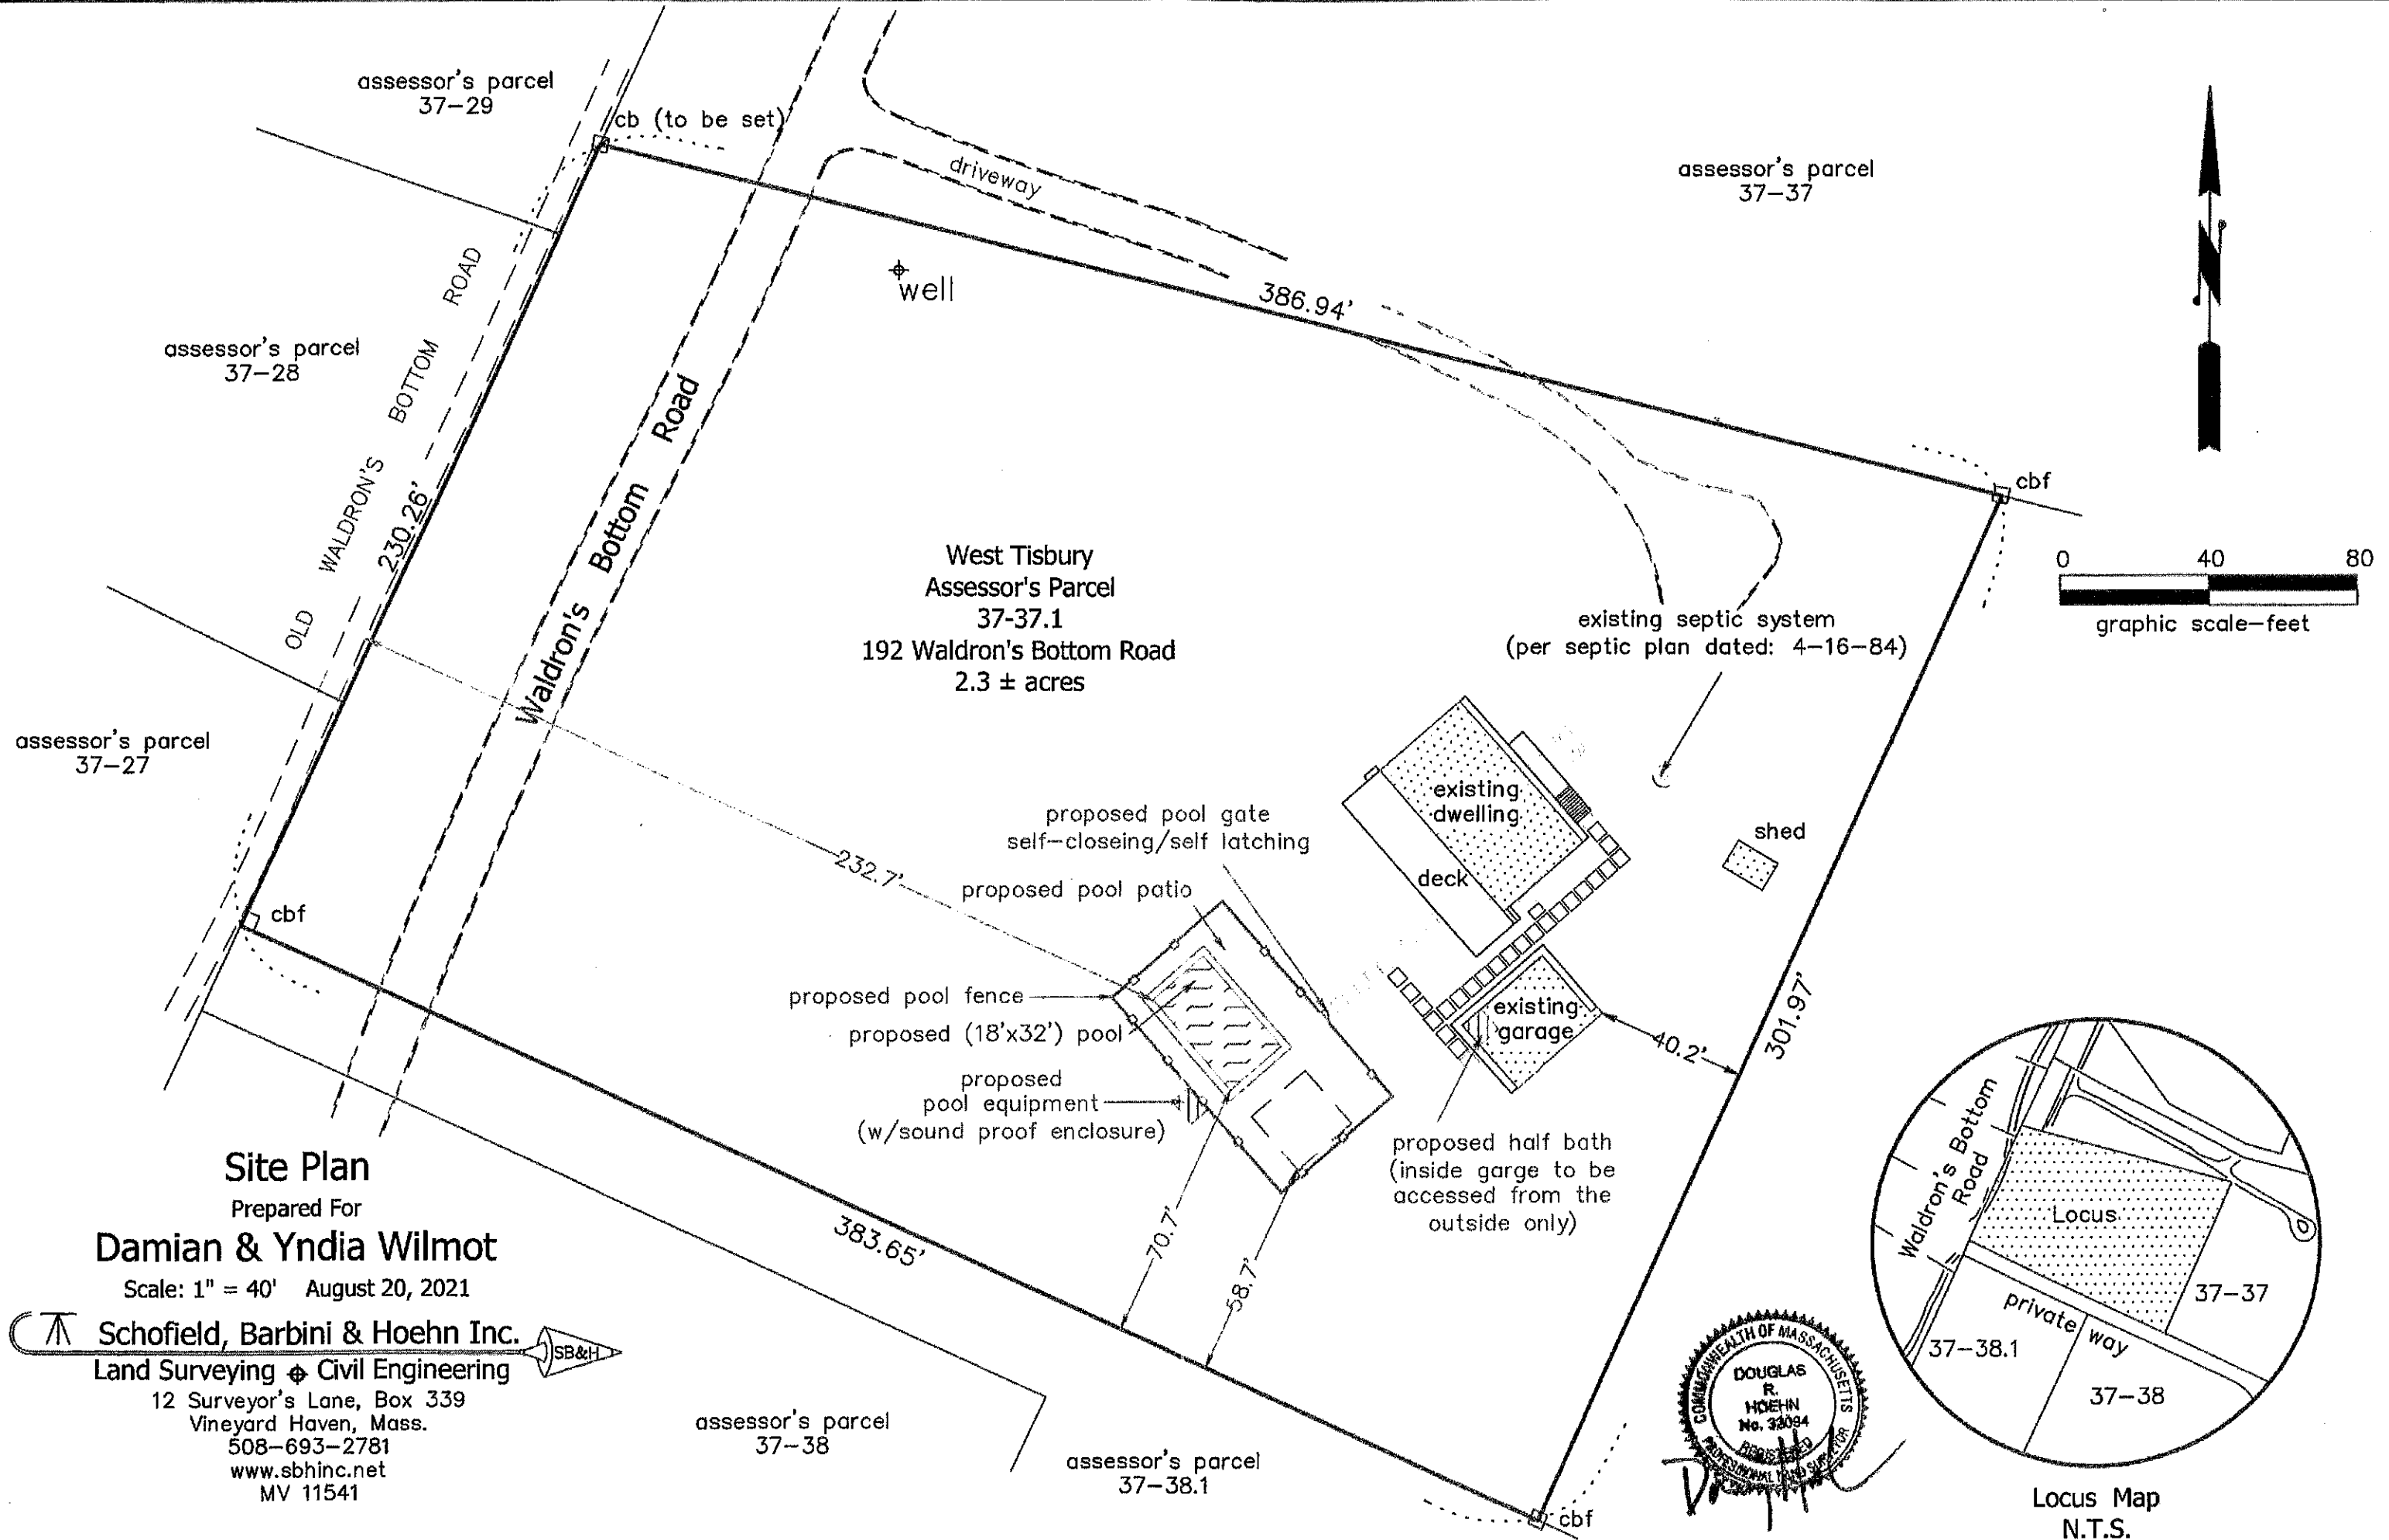 assessor's parcel
37-29
cb (to be set)
driveway
assessor's parcel
37-37
well
386.94'
assessor's parcel
37-28
OLD WALDRON'S BOTTOM ROAD
230.26'
Waldron's Bottom Road
cbf
0 40 80
graphic scale-feet
West Tisbury
Assessor's Parcel
37-37.1
192 Waldron's Bottom Road
2.3 ± acres
existing septic system
(per septic plan dated: 4-16-84)
assessor's parcel
37-27
existing
dwelling
deck
shed
proposed pool gate
self-closeing/self latching
232.7'
proposed pool patio
cbf
proposed pool fence
proposed (18'x32') pool
existing
garage
40.2'
301.97'
proposed
pool equipment
(w/sound proof enclosure)
proposed half bath
(inside garge to be
accessed from the
outside only)
70.7'
58.7'
383.65'
Site Plan
Prepared For
Damian & Yndia Wilmot
Scale: 1" = 40' August 20, 2021
Schofield, Barbini & Hoehn Inc.
SB&H
Land Surveying Civil Engineering
12 Surveyor's Lane, Box 339
Vineyard Haven, Mass.
508-693-2781
www.sbhinc.net
MV 11541
assessor's parcel
37-38
assessor's parcel
37-38.1
cbf
COMMONWEALTH OF MASSACHUSETTS
DOUGLAS
R.
HOEHN
No. 33094
REGISTERED
PROFESSIONAL LAND SURVEYOR
Waldron's Bottom
Road
Locus
37-37
private way
37-38.1
37-38
Locus Map
N.T.S.